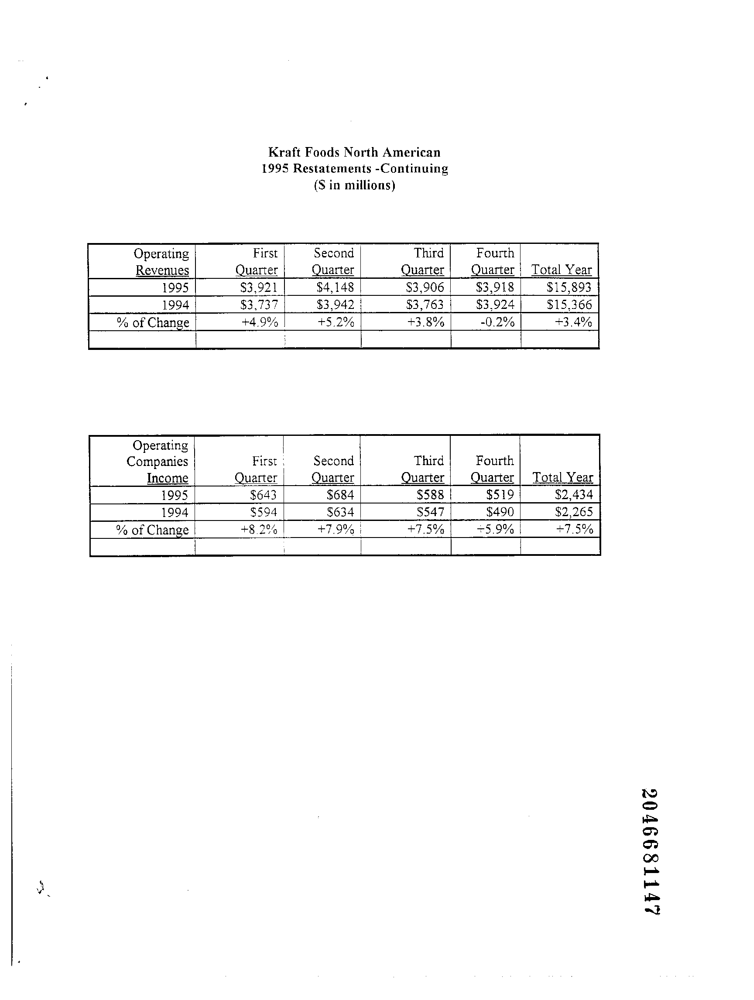 Kraft Foods North American
1995 Restatements -Continuing
($ in millions)
Operating First Second Third Fourth
Revenues Quarter Quarter Quarter Quarter Total Year
1995 $3,921 $4,148 $3,906 $3,918 $15,893
1994 $3,737 $3,942 $3,763 $3,924 $15,366
% of Change +4.9% +5.2% +3.8% -0.2% +3.4%
Operating
Companies First Second Third Fourth
Income Quarter Quarter Quarter Quarter Total Year
1995 $643 $684 $588 $519 $2,434
1994 $594 $634 $547 $490 $2,265
% of Change +8.2% +7.9% +7.5% +5.9% +7.5%
2046681147